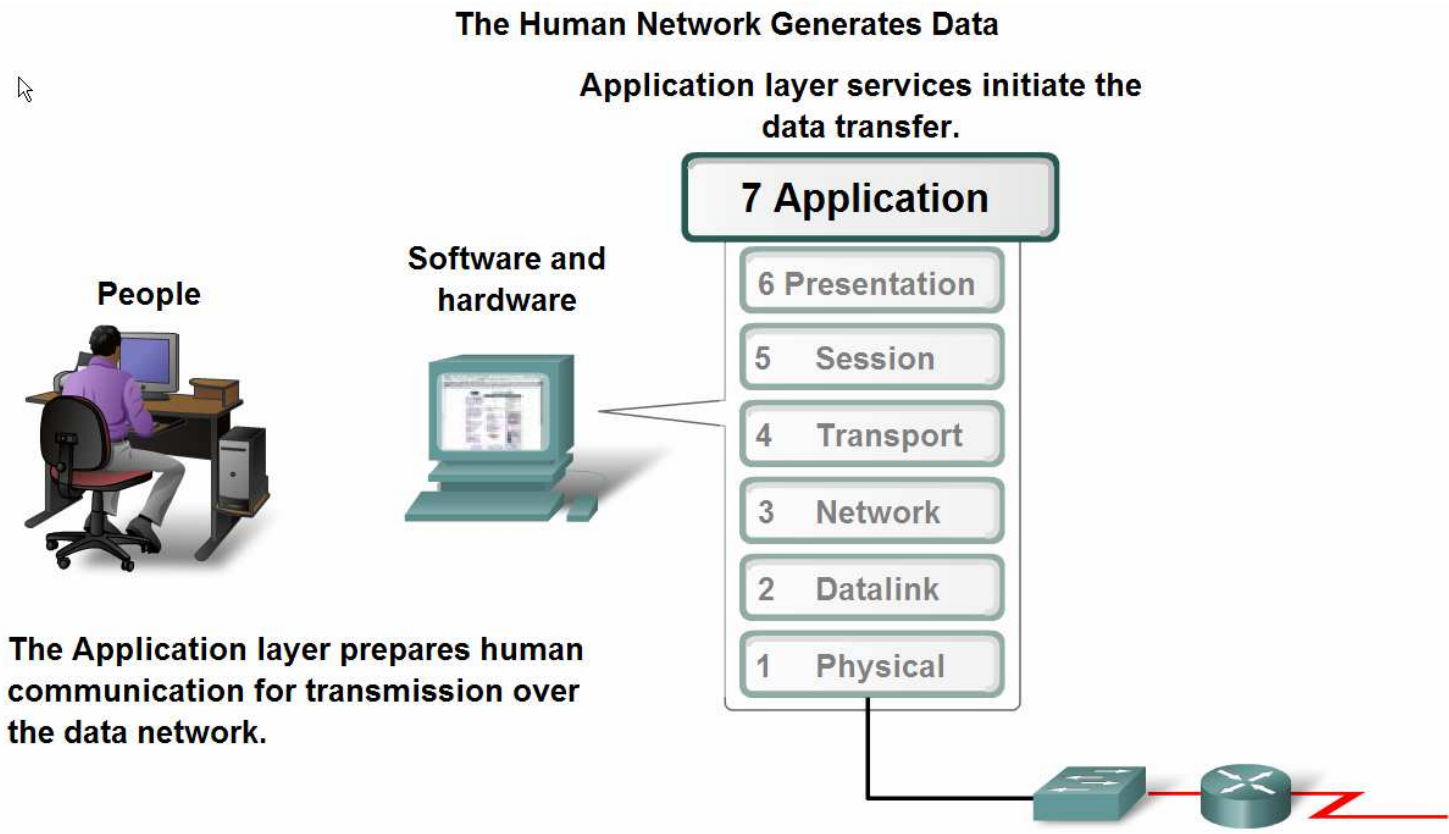 The Human Network Generates Data
Application layer services initiate the
data transfer.
7 Application
Software and
hardware
People
6 Presentation
5 Session
4 Transport
3 Network
2 Datalink
1 Physical
The Application layer prepares human
communication for transmission over
the data network.